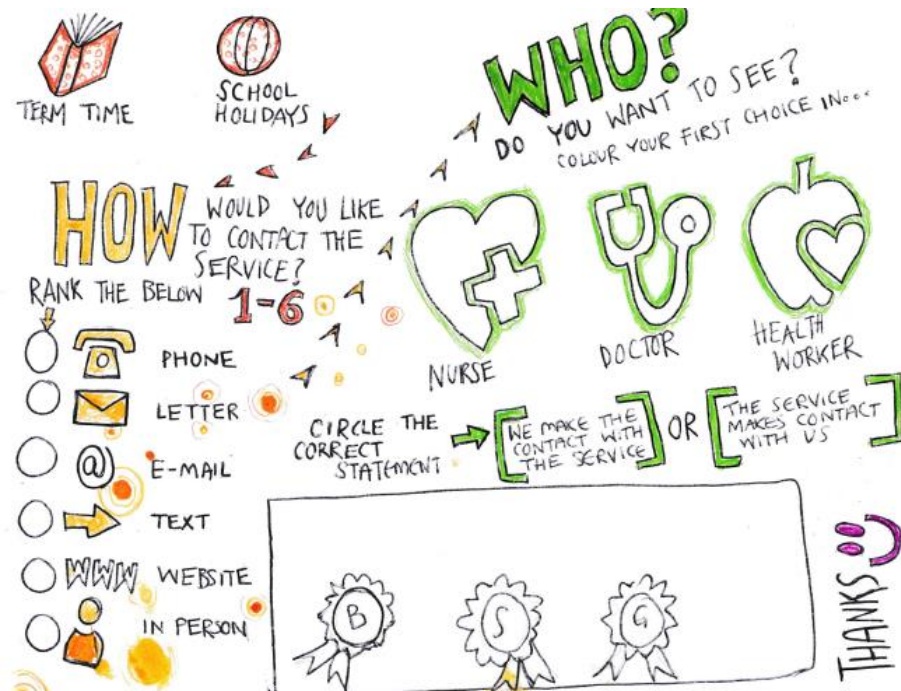 TERM TIME
SCHOOL
HOLIDAYS
HOW
WOULD YOU LIKE
TO CONTACT THE
SERVICE?
RANK THE BELOW
1-6
PHONE
LETTER
@ E-MAIL
TEXT
WWW WEBSITE
IN PERSON
WHO?
DO YOU WANT TO SEE?
COLOUR YOUR FIRST CHOICE IN...
NURSE
DOCTOR
HEALTH
WORKER
CIRCLE THE
CORRECT
STATEMENT
WE MAKE THE
CONTACT WITH
THE SERVICE
OR
THE SERVICE
MAKES CONTACT
WITH US
B
S
G
THANKS